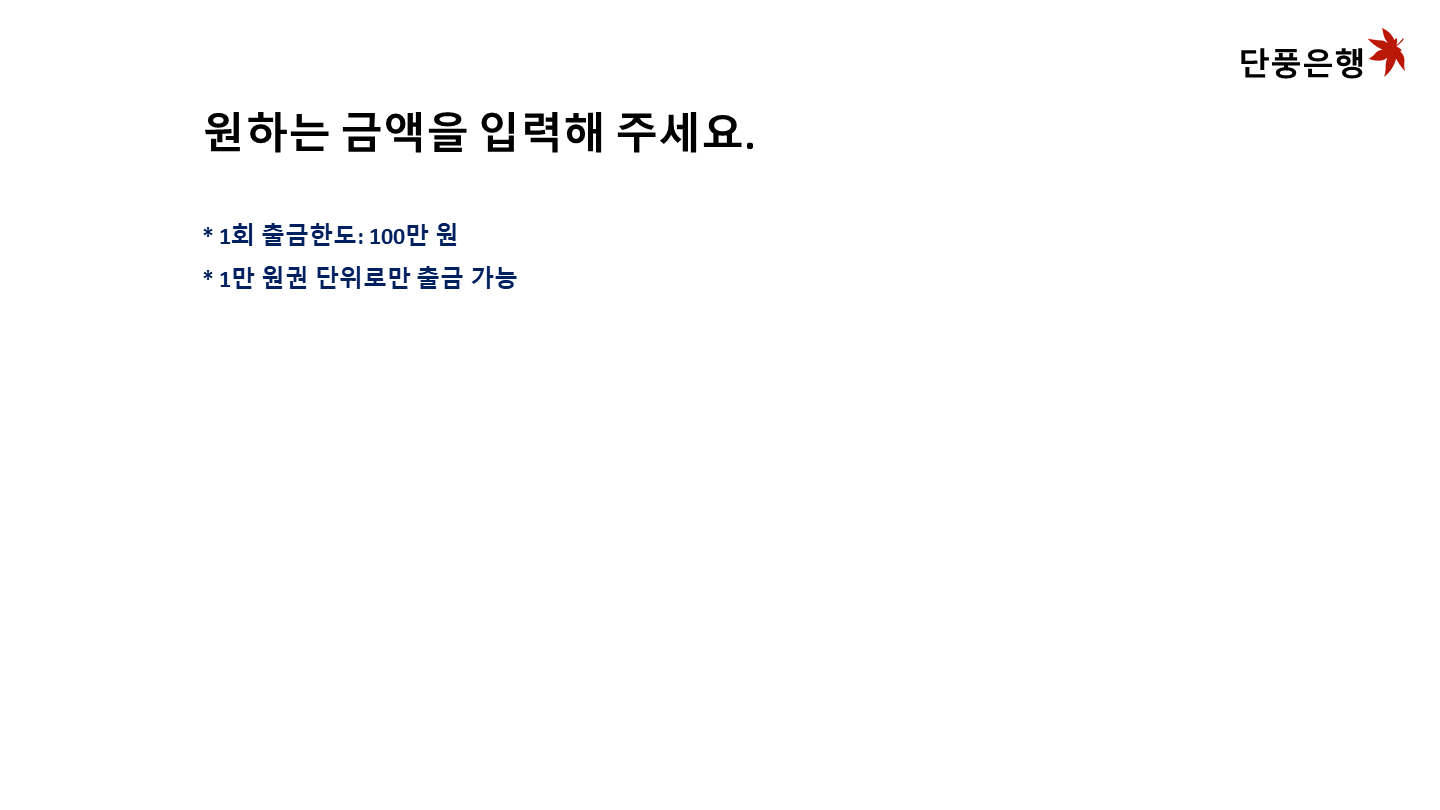 단풍은행
원하는 금액을 입력해 주세요.
* 1회 출금한도: 100만 원
* 1만 원권 단위로만 출금 가능